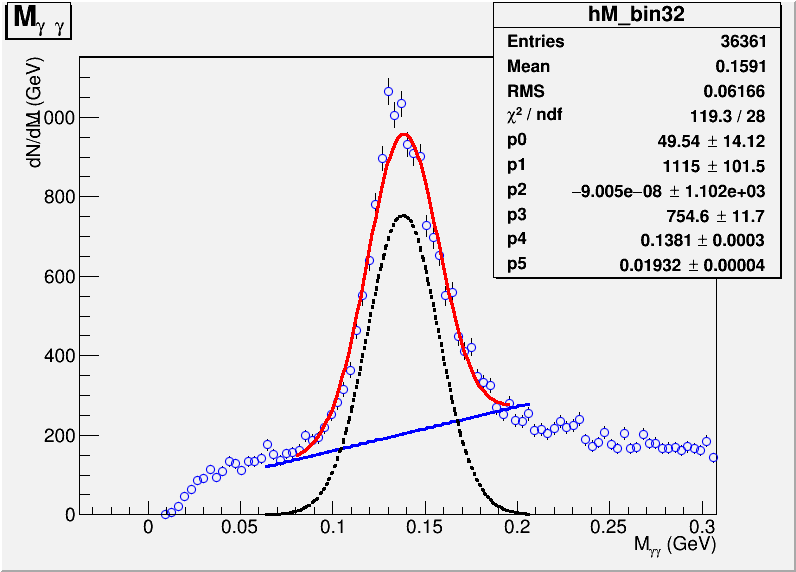 M γ γ
hM_bin32
Entries 36361
Mean 0.1591
RMS 0.06166
χ² / ndf 119.3 / 28
p0 49.54 ± 14.12
p1 1115 ± 101.5
p2 −9.005e−08 ± 1.102e+03
p3 754.6 ± 11.7
p4 0.1381 ± 0.0003
p5 0.01932 ± 0.00004
dN/dM (GeV)
1000
800
600
400
200
0
0 0.05 0.1 0.15 0.2 0.25 0.3
Mγγ (GeV)